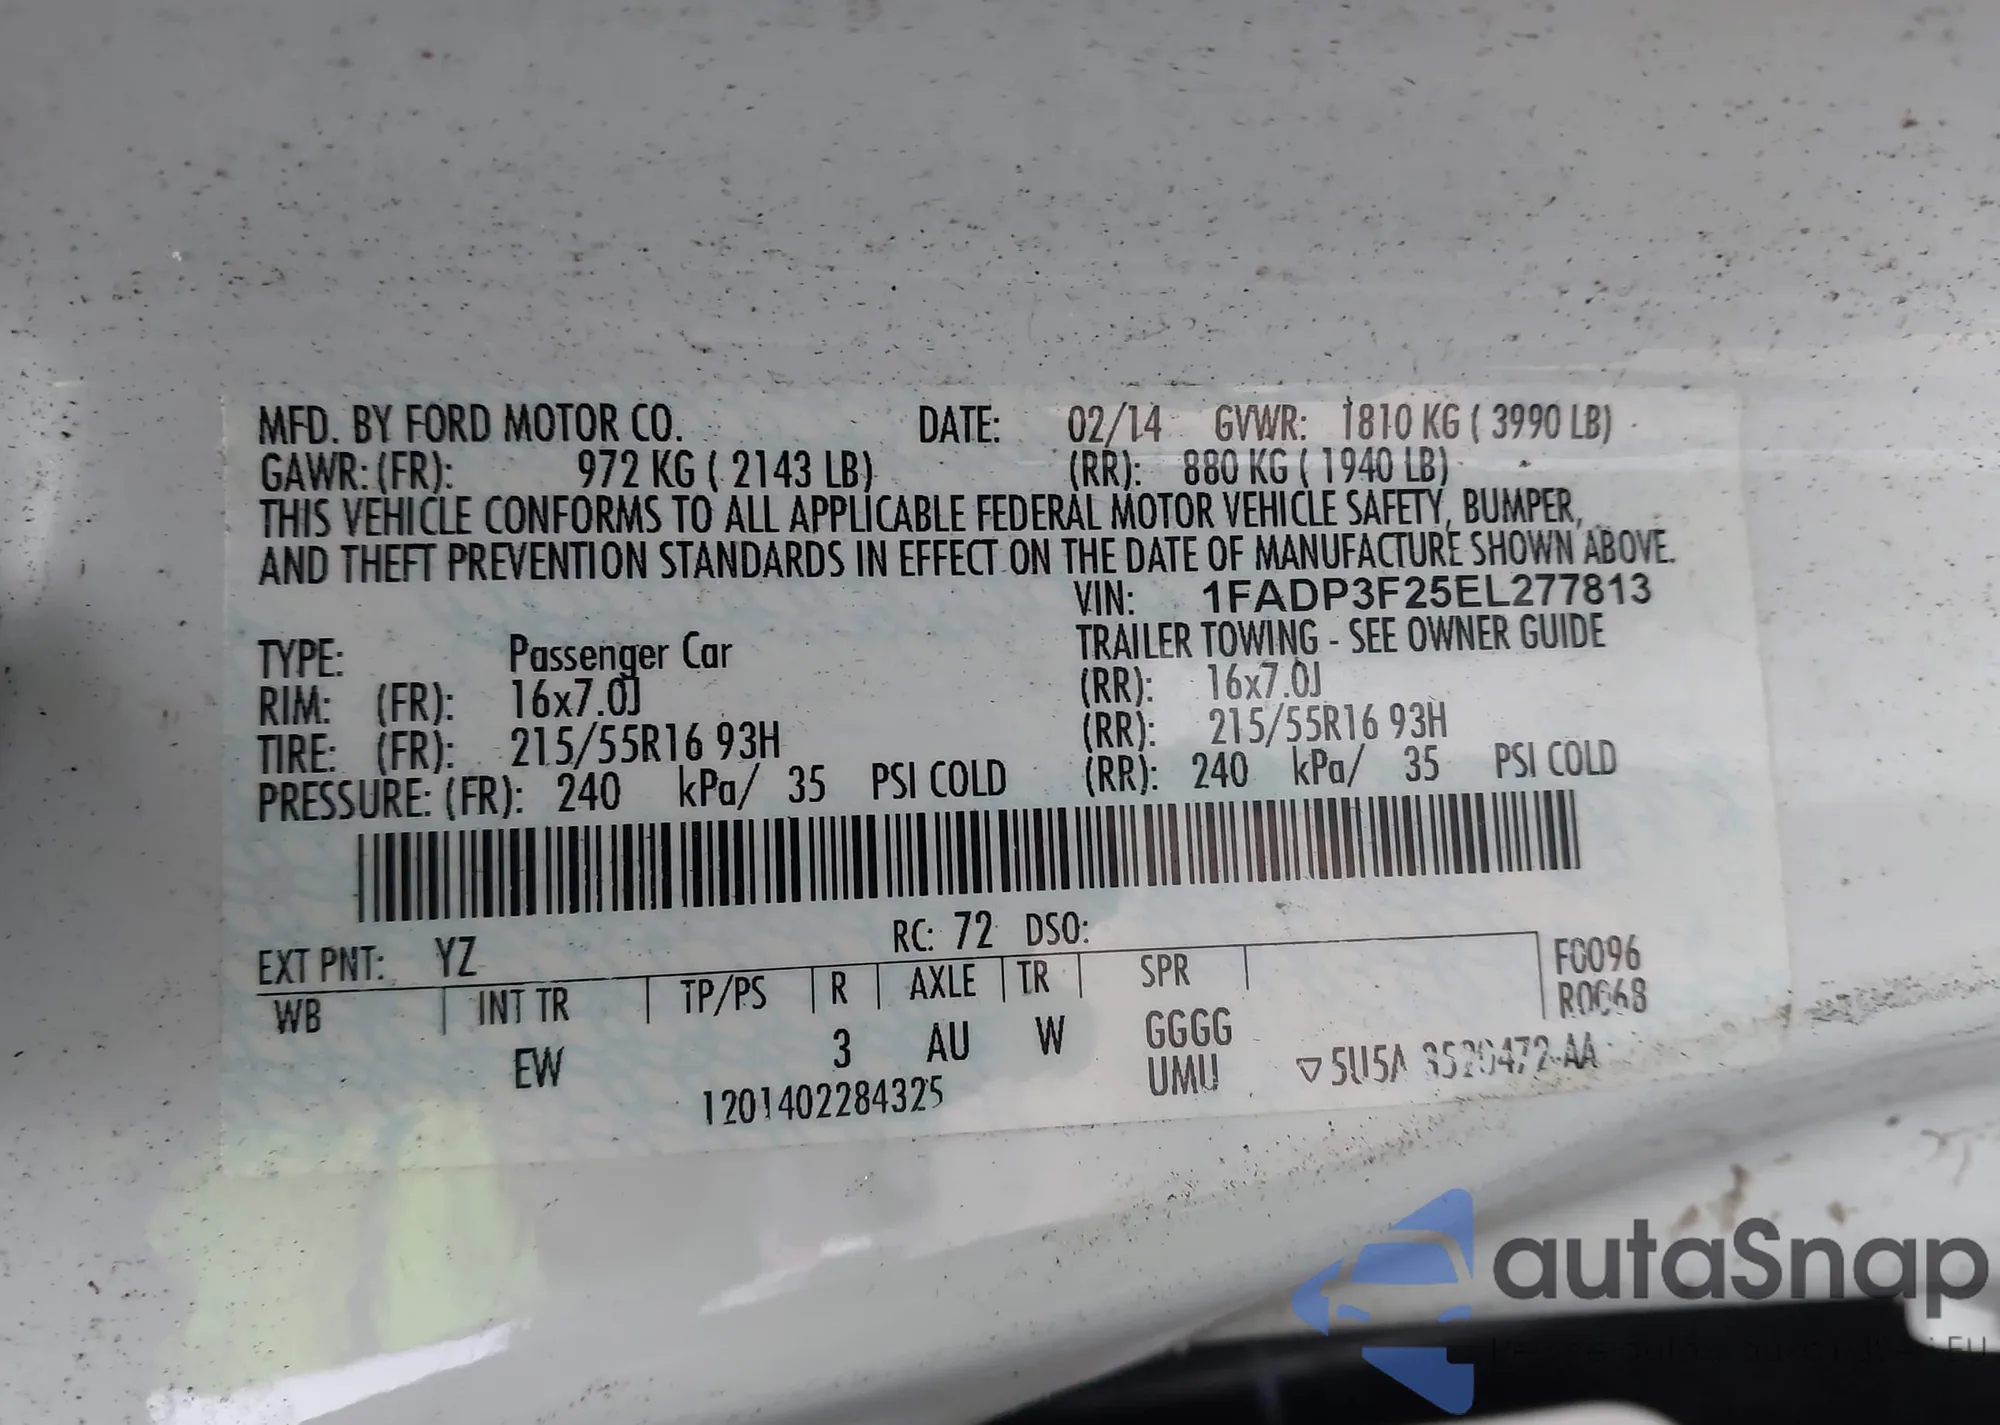 MFD. BY FORD MOTOR CO. DATE: 02/14 GVWR: 1810 KG ( 3990 LB)
GAWR: (FR): 972 KG ( 2143 LB) (RR): 880 KG ( 1940 LB)
THIS VEHICLE CONFORMS TO ALL APPLICABLE FEDERAL MOTOR VEHICLE SAFETY, BUMPER,
AND THEFT PREVENTION STANDARDS IN EFFECT ON THE DATE OF MANUFACTURE SHOWN ABOVE.
VIN: 1FADP3F25EL277813
TYPE: Passenger Car TRAILER TOWING - SEE OWNER GUIDE
RIM: (FR): 16x7.0J (RR): 16x7.0J
TIRE: (FR): 215/55R16 93H (RR): 215/55R16 93H
PRESSURE: (FR): 240 kPa/ 35 PSI COLD (RR): 240 kPa/ 35 PSI COLD
EXT PNT: YZ RC: 72 DSO:
WB INT TR TP/PS R AXLE TR SPR F0096
R0068
EW 3 AU W GGGG
UMU ▽5U5A 3520472-AA
1201402284325
autaSnap